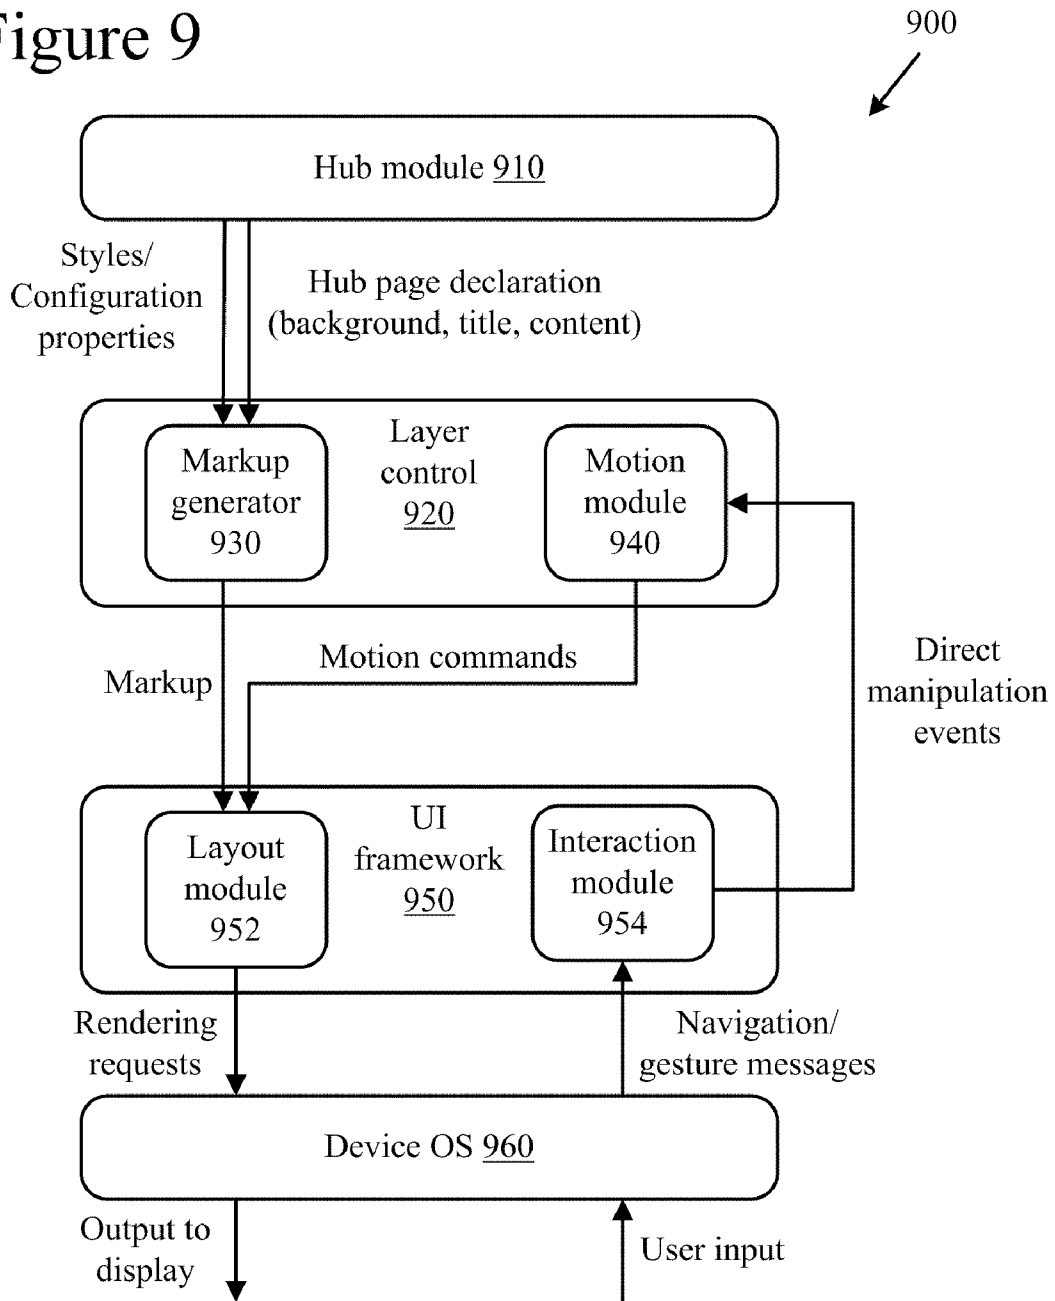 Figure 9
900
Hub module 910
Styles/
Configuration
properties
Hub page declaration
(background, title, content)
Layer
control
920
Markup
generator
930
Motion
module
940
Markup
Motion commands
Direct
manipulation
events
UI
framework
950
Layout
module
952
Interaction
module
954
Rendering
requests
Navigation/
gesture messages
Device OS 960
Output to
display
User input